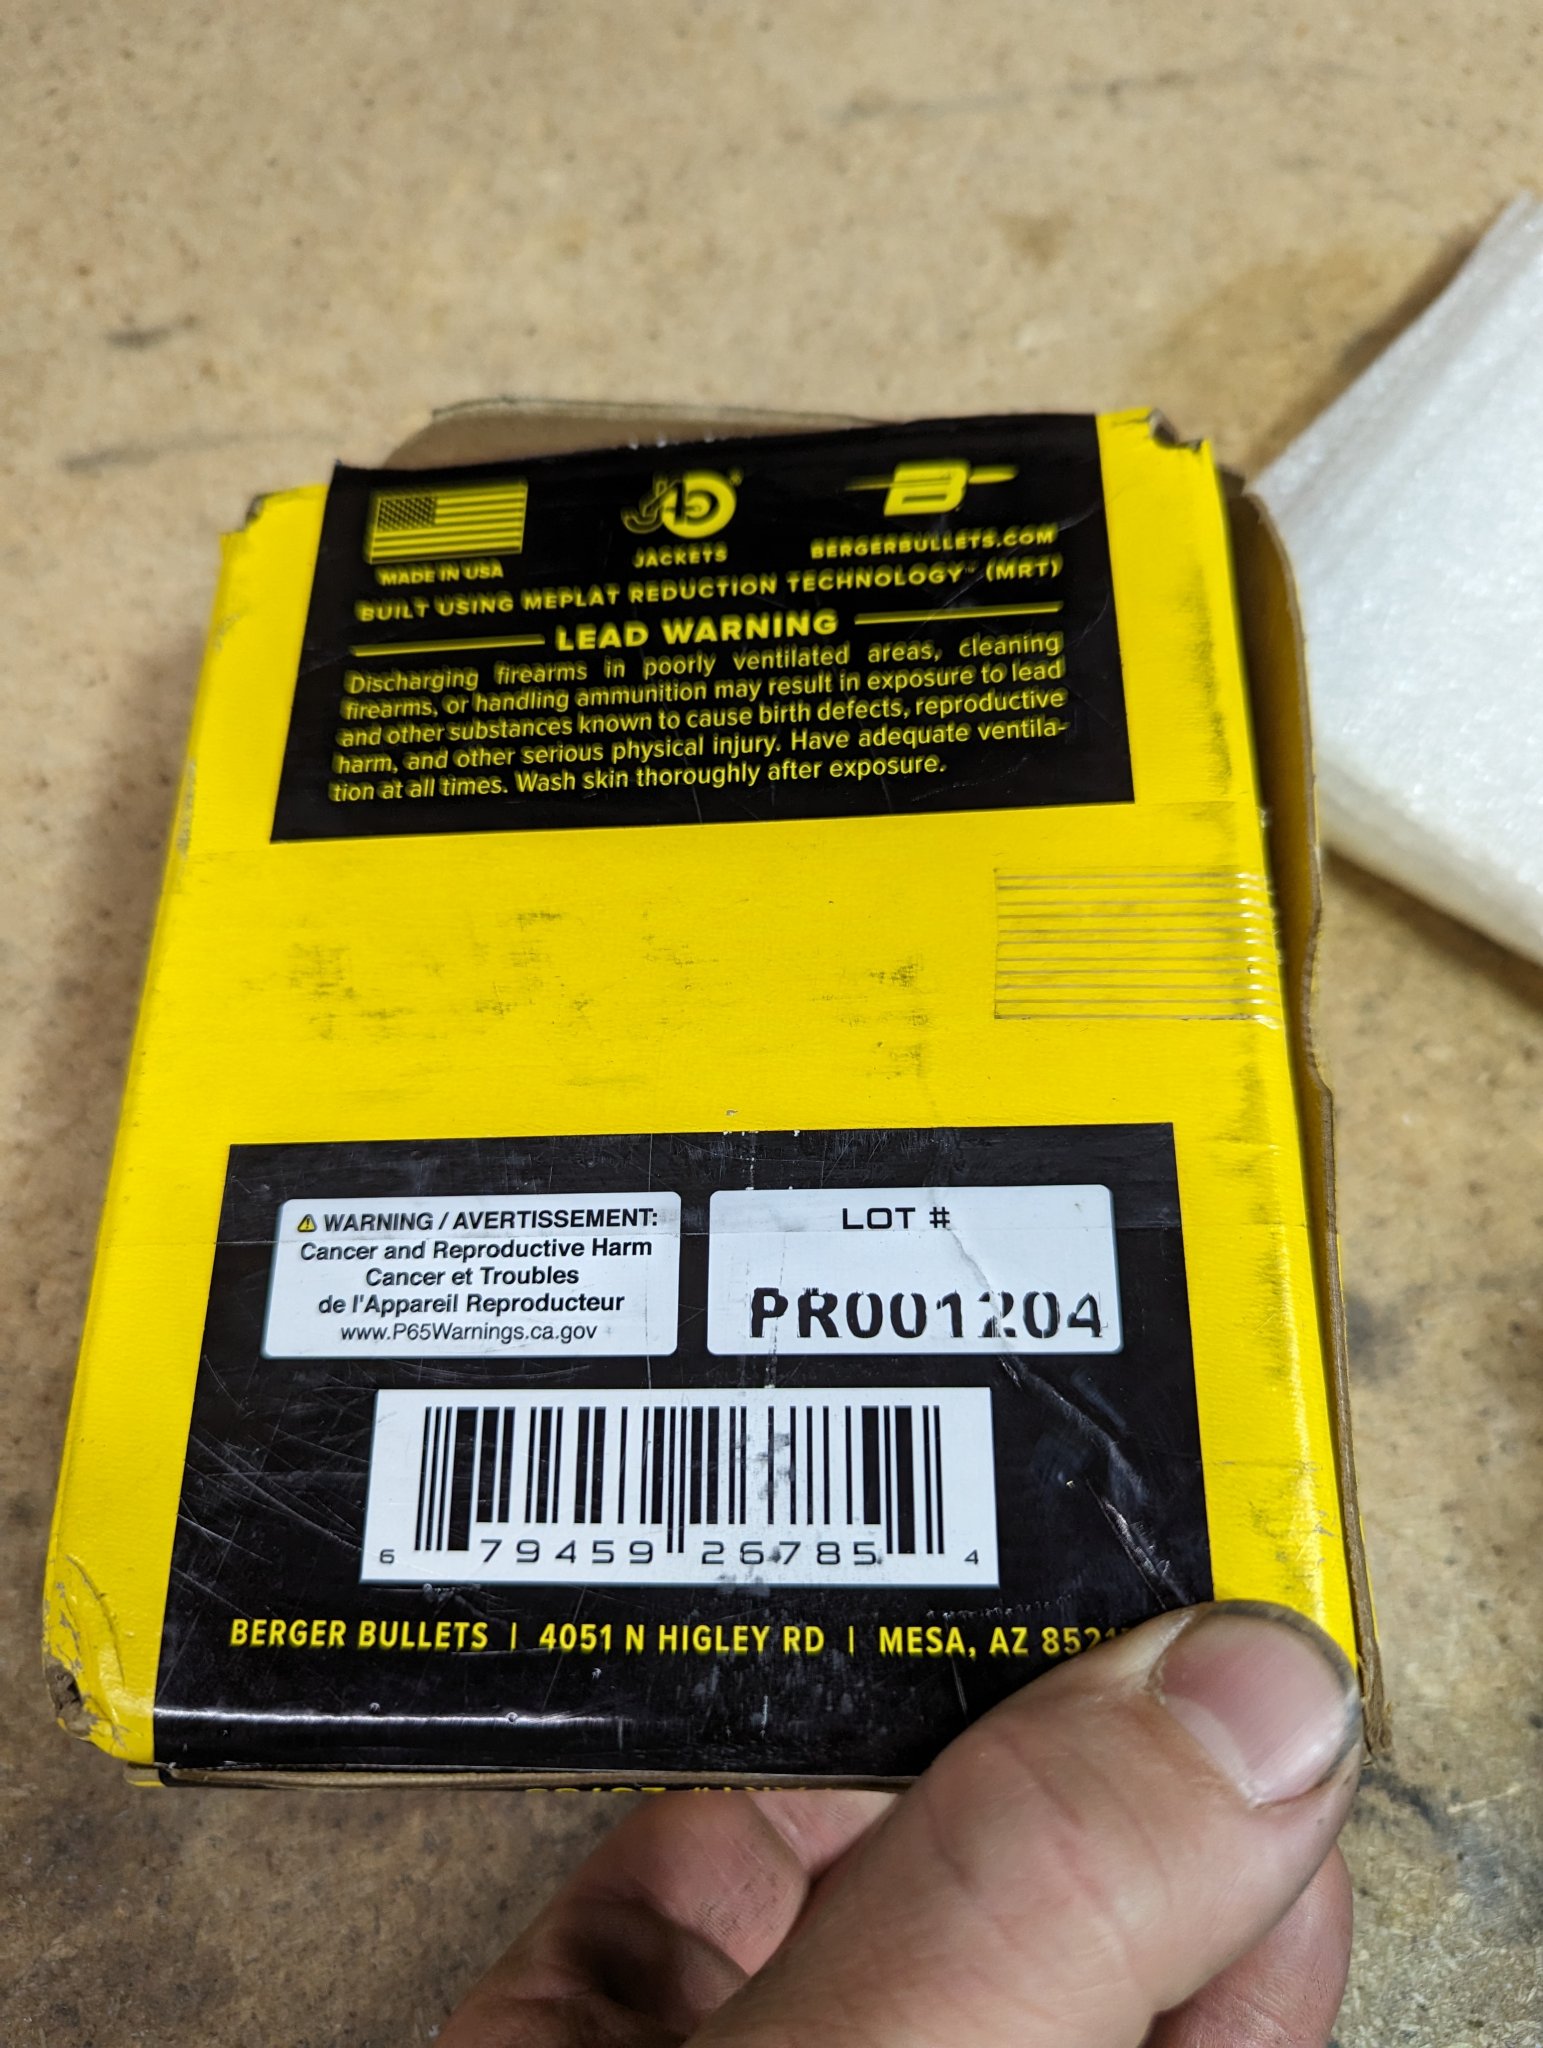 MADE IN USA
J4
JACKETS
B
BERGERBULLETS.COM
BUILT USING MEPLAT REDUCTION TECHNOLOGY™ (MRT)
LEAD WARNING
Discharging firearms in poorly ventilated areas, cleaning
firearms, or handling ammunition may result in exposure to lead
and other substances known to cause birth defects, reproductive
harm, and other serious physical injury. Have adequate ventila-
tion at all times. Wash skin thoroughly after exposure.
WARNING / AVERTISSEMENT:
Cancer and Reproductive Harm
Cancer et Troubles
de l'Appareil Reproducteur
www.P65Warnings.ca.gov
LOT #
PR001204
6 79459 26785 4
BERGER BULLETS | 4051 N HIGLEY RD | MESA, AZ